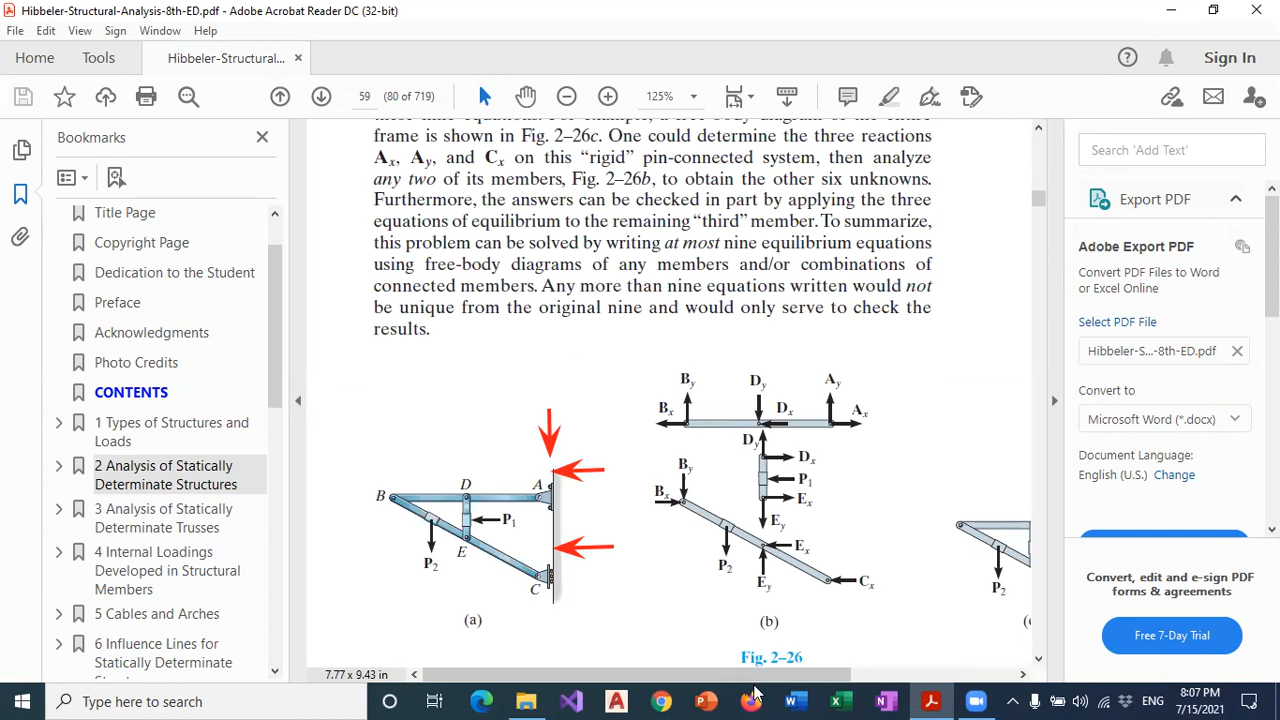 Hibbeler-Structural-Analysis-8th-ED.pdf - Adobe Acrobat Reader DC (32-bit)
File Edit View Sign Window Help
Home Tools Hibbeler-Structural... × Sign In
59 (80 of 719) 125%
Bookmarks
Title Page
Copyright Page
Dedication to the Student
Preface
Acknowledgments
Photo Credits
CONTENTS
1 Types of Structures and
Loads
2 Analysis of Statically
Determinate Structures
3 Analysis of Statically
Determinate Trusses
4 Internal Loadings
Developed in Structural
Members
5 Cables and Arches
6 Influence Lines for
Statically Determinate
frame is shown in Fig. 2–26c. One could determine the three reactions
Ax, Ay, and Cx on this “rigid” pin-connected system, then analyze
any two of its members, Fig. 2–26b, to obtain the other six unknowns.
Furthermore, the answers can be checked in part by applying the three
equations of equilibrium to the remaining “third” member. To summarize,
this problem can be solved by writing at most nine equilibrium equations
using free-body diagrams of any members and/or combinations of
connected members. Any more than nine equations written would not
be unique from the original nine and would only serve to check the
results.
B D A
P1
E
P2
C
(a)
By Dy Ay
Bx Dx Ax
Dy
Dx
By P1
Bx Ex
Ey
Ex
P2
Ey Cx
(b)
P2
Fig. 2–26
7.77 x 9.43 in
Search 'Add Text'
Export PDF
Adobe Export PDF
Convert PDF Files to Word
or Excel Online
Select PDF File
Hibbeler-S...-8th-ED.pdf
Convert to
Microsoft Word (*.docx)
Document Language:
English (U.S.) Change
Convert, edit and e-sign PDF
forms & agreements
Free 7-Day Trial
Type here to search
ENG
8:07 PM
7/15/2021